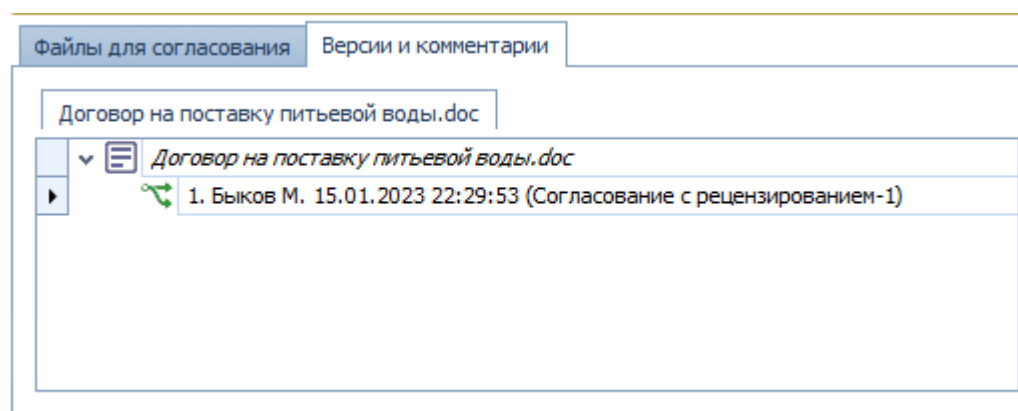 Файлы для согласования
Версии и комментарии
Договор на поставку питьевой воды.doc
Договор на поставку питьевой воды.doc
1. Быков М. 15.01.2023 22:29:53 (Согласование с рецензированием-1)